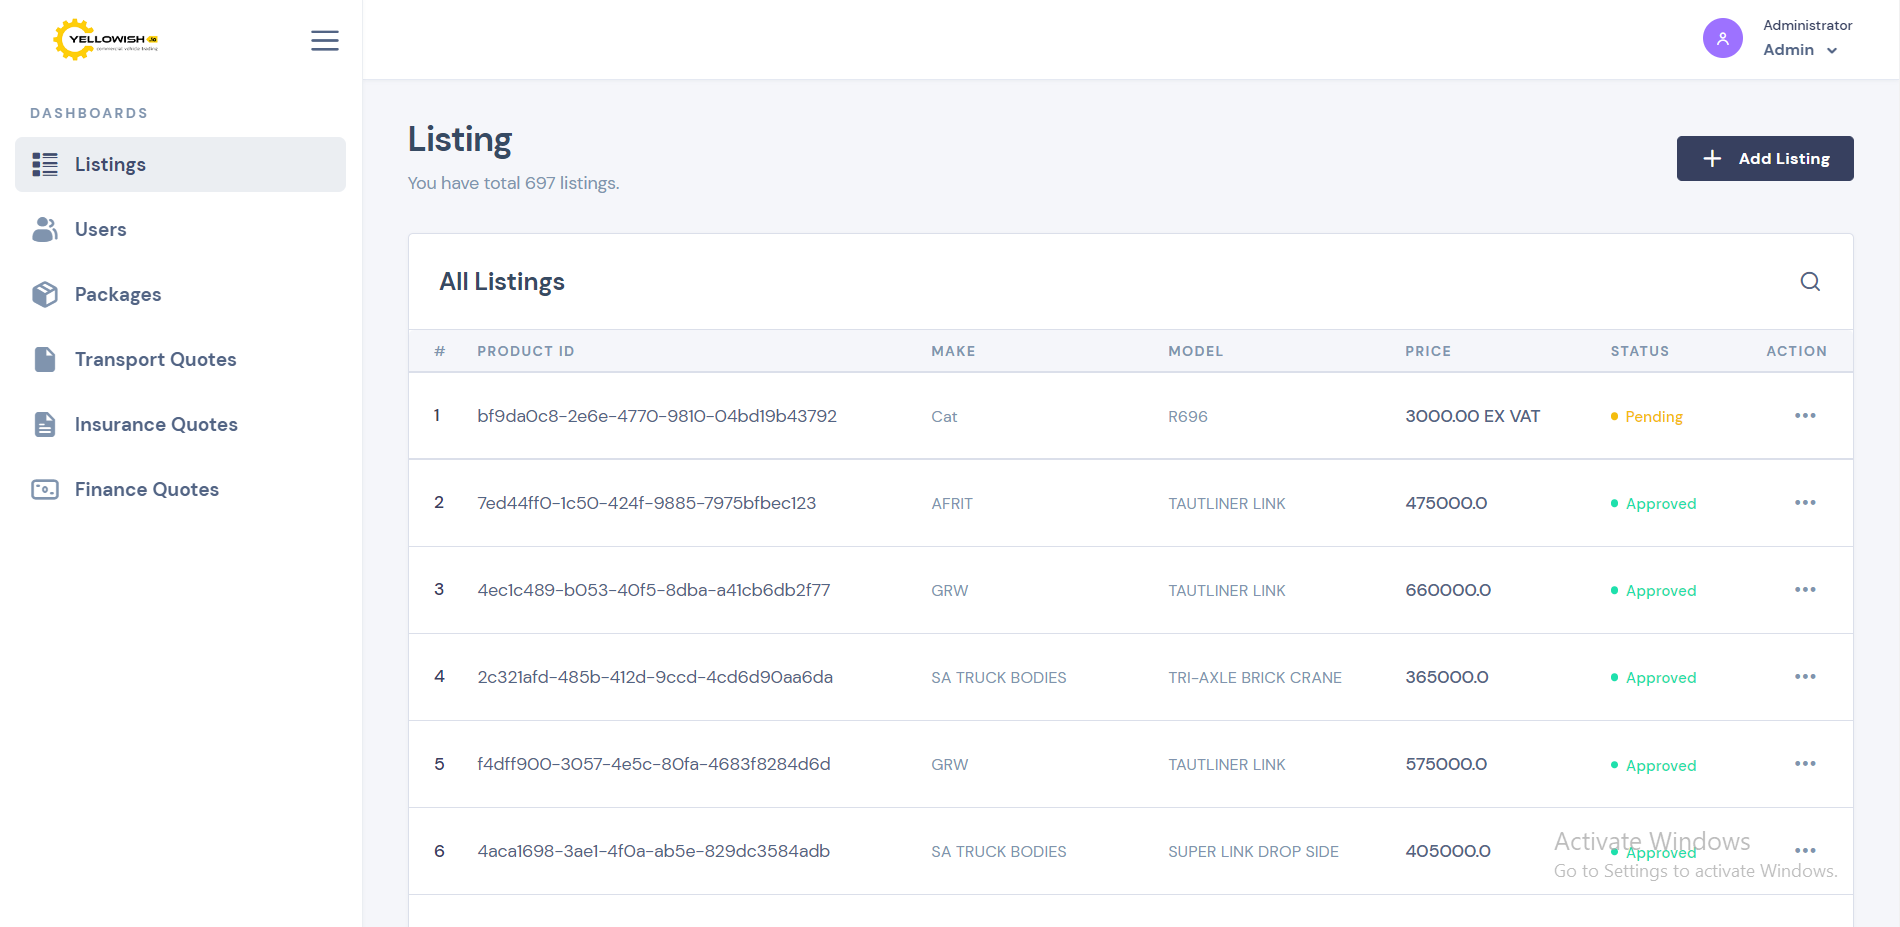 YELLOWISH
commercial vehicle trading
Administrator
Admin
DASHBOARDS
Listings
Users
Packages
Transport Quotes
Insurance Quotes
Finance Quotes
Listing
You have total 697 listings.
Add Listing
All Listings
# PRODUCT ID MAKE MODEL PRICE STATUS ACTION
1 bf9da0c8-2e6e-4770-9810-04bd19b43792 Cat R696 3000.00 EX VAT Pending
2 7ed44ff0-1c50-424f-9885-7975bfbec123 AFRIT TAUTLINER LINK 475000.0 Approved
3 4ec1c489-b053-40f5-8dba-a41cb6db2f77 GRW TAUTLINER LINK 660000.0 Approved
4 2c321afd-485b-412d-9ccd-4cd6d90aa6da SA TRUCK BODIES TRI-AXLE BRICK CRANE 365000.0 Approved
5 f4dff900-3057-4e5c-80fa-4683f8284d6d GRW TAUTLINER LINK 575000.0 Approved
6 4aca1698-3ae1-4f0a-ab5e-829dc3584adb SA TRUCK BODIES SUPER LINK DROP SIDE 405000.0 Approved
Activate Windows
Go to Settings to activate Windows.